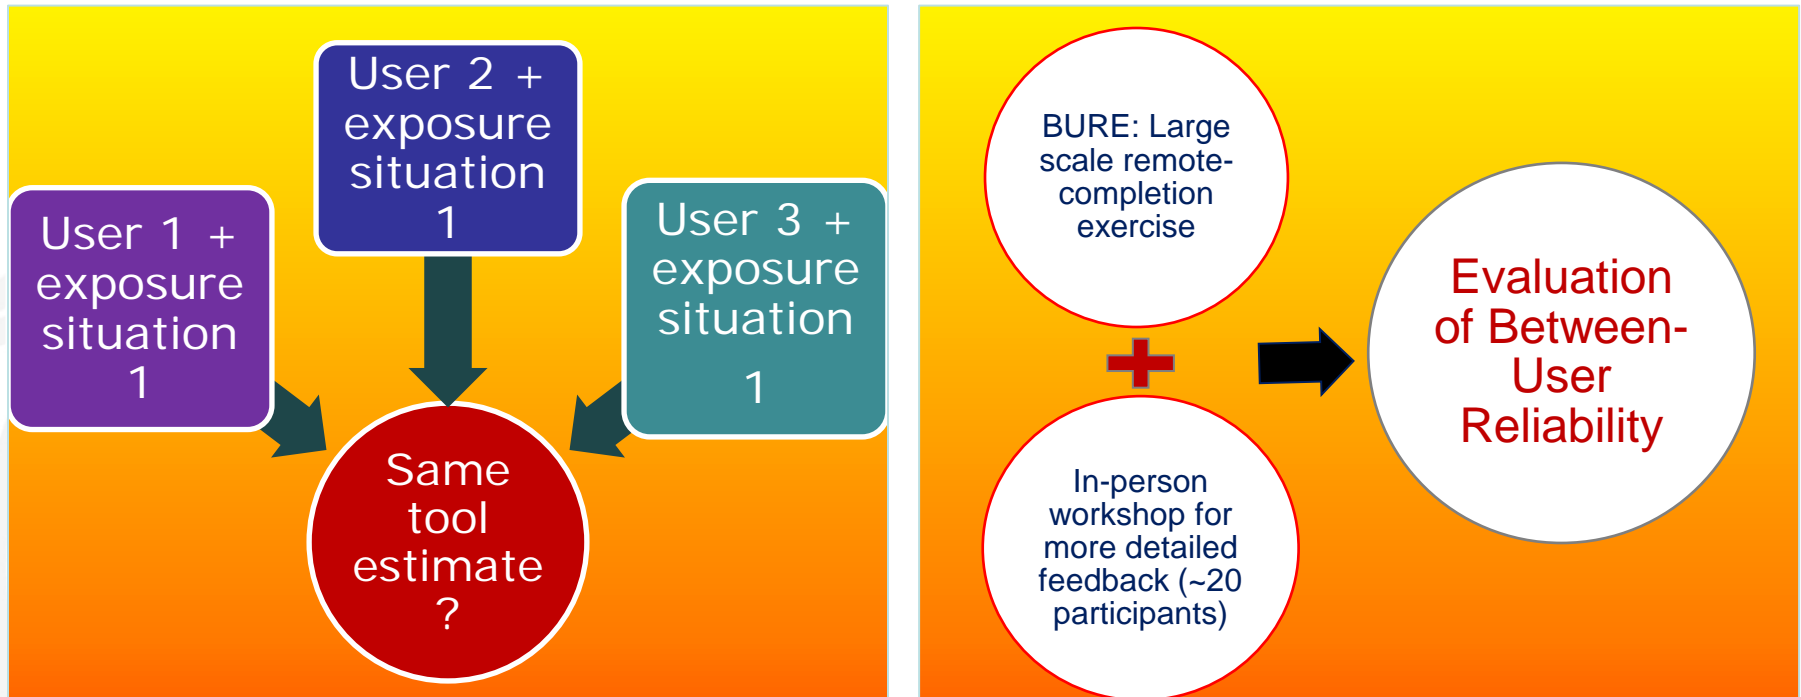 User 1 +
exposure
situation
1
User 2 +
exposure
situation
1
User 3 +
exposure
situation
1
Same
tool
estimate
?
BURE: Large
scale remote-
completion
exercise
In-person
workshop for
more detailed
feedback (~20
participants)
Evaluation
of Between-
User
Reliability